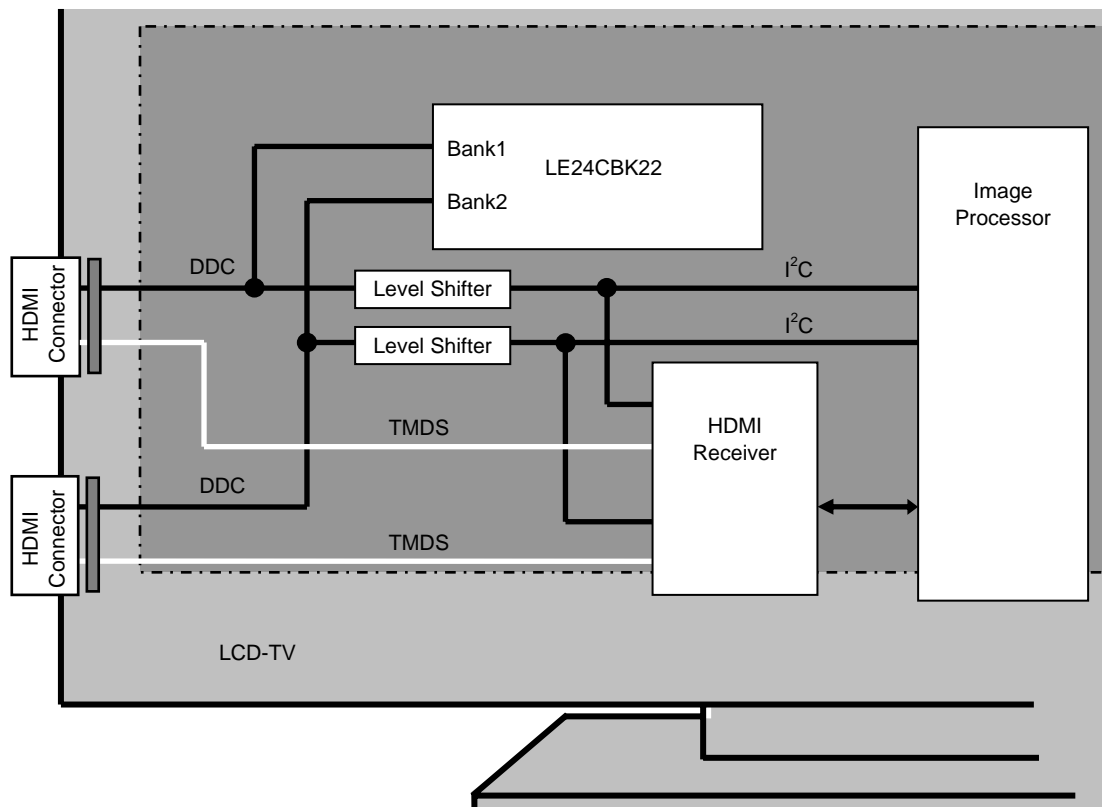 Bank1
LE24CBK22
Bank2
Image
Processor
HDMI
Connector
DDC
Level Shifter
I²C
Level Shifter
I²C
HDMI
Receiver
TMDS
HDMI
Connector
DDC
TMDS
LCD-TV